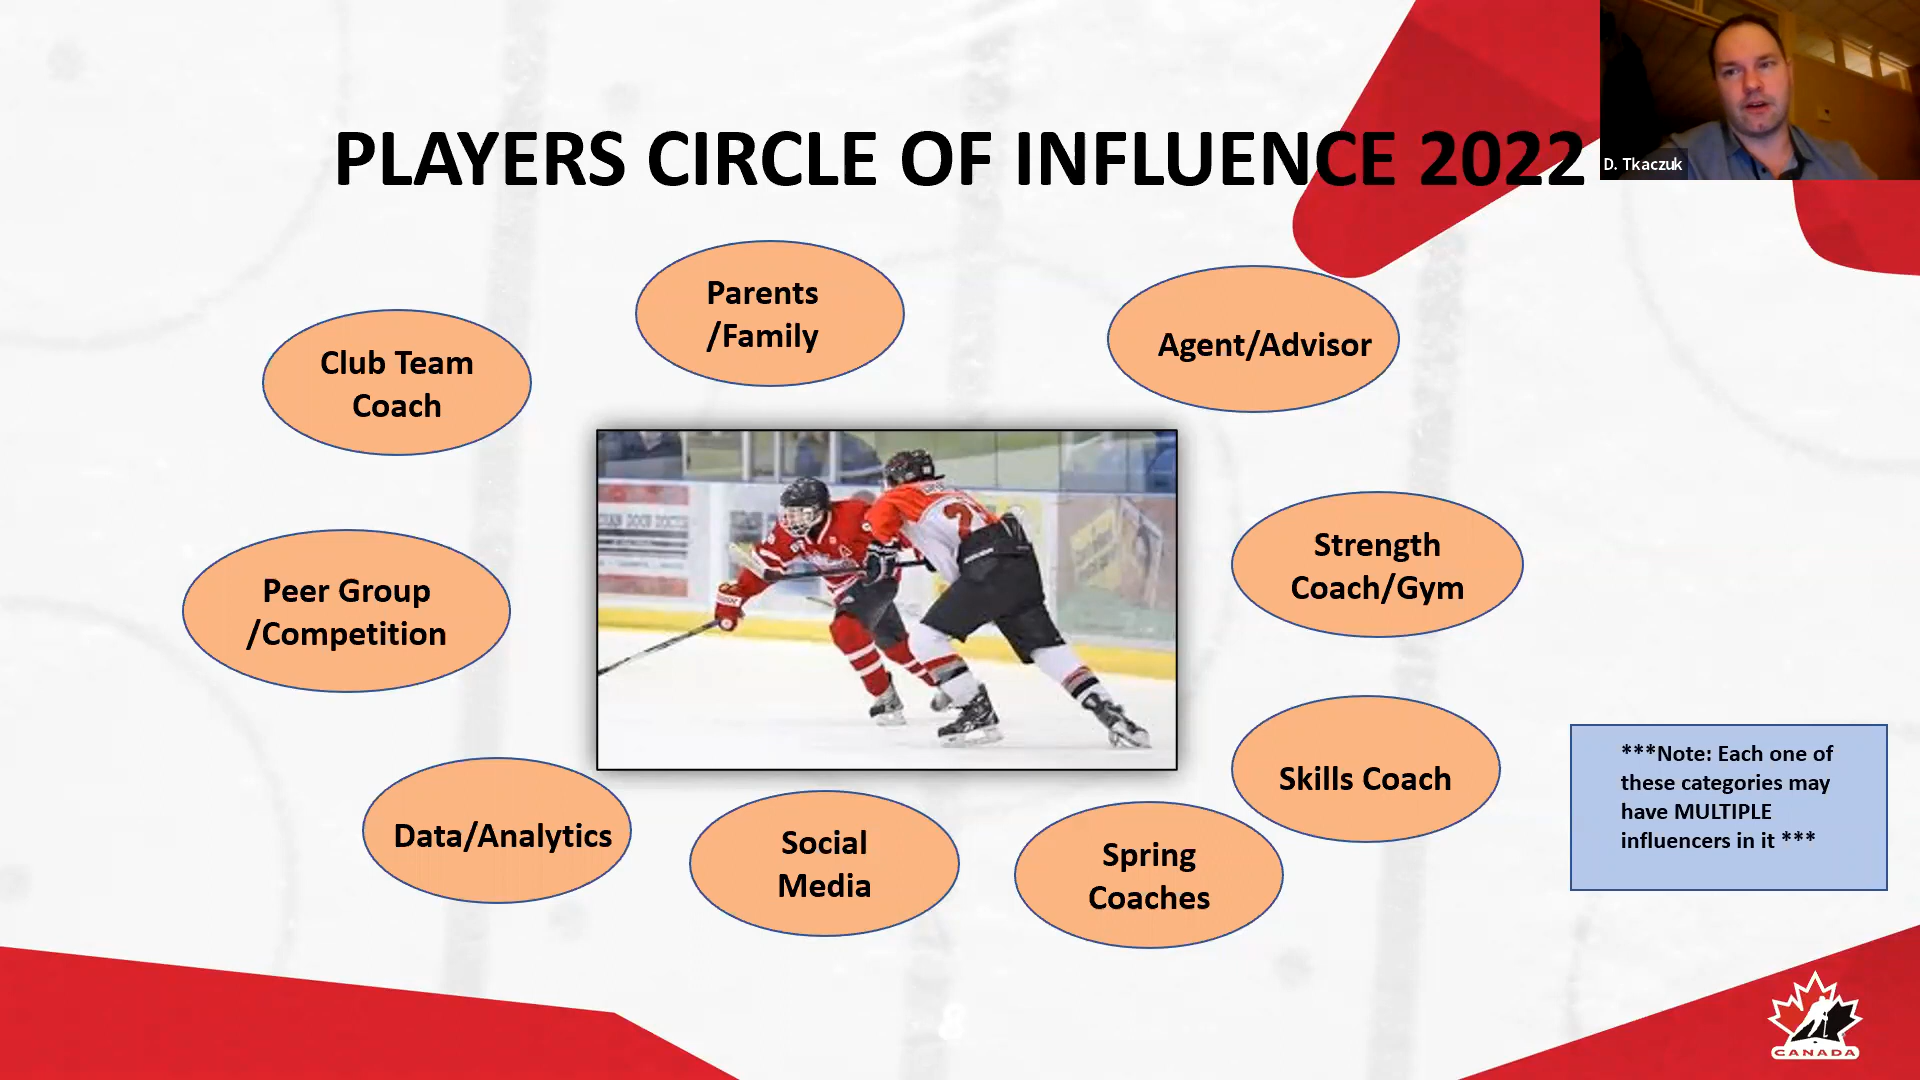 PLAYERS CIRCLE OF INFLUENCE 2022
D. Tkaczuk
Parents
/Family
Agent/Advisor
Club Team
Coach
Strength
Coach/Gym
Peer Group
/Competition
Skills Coach
***Note: Each one of
these categories may
have MULTIPLE
influencers in it ***
Data/Analytics
Social
Media
Spring
Coaches
8
CANADA